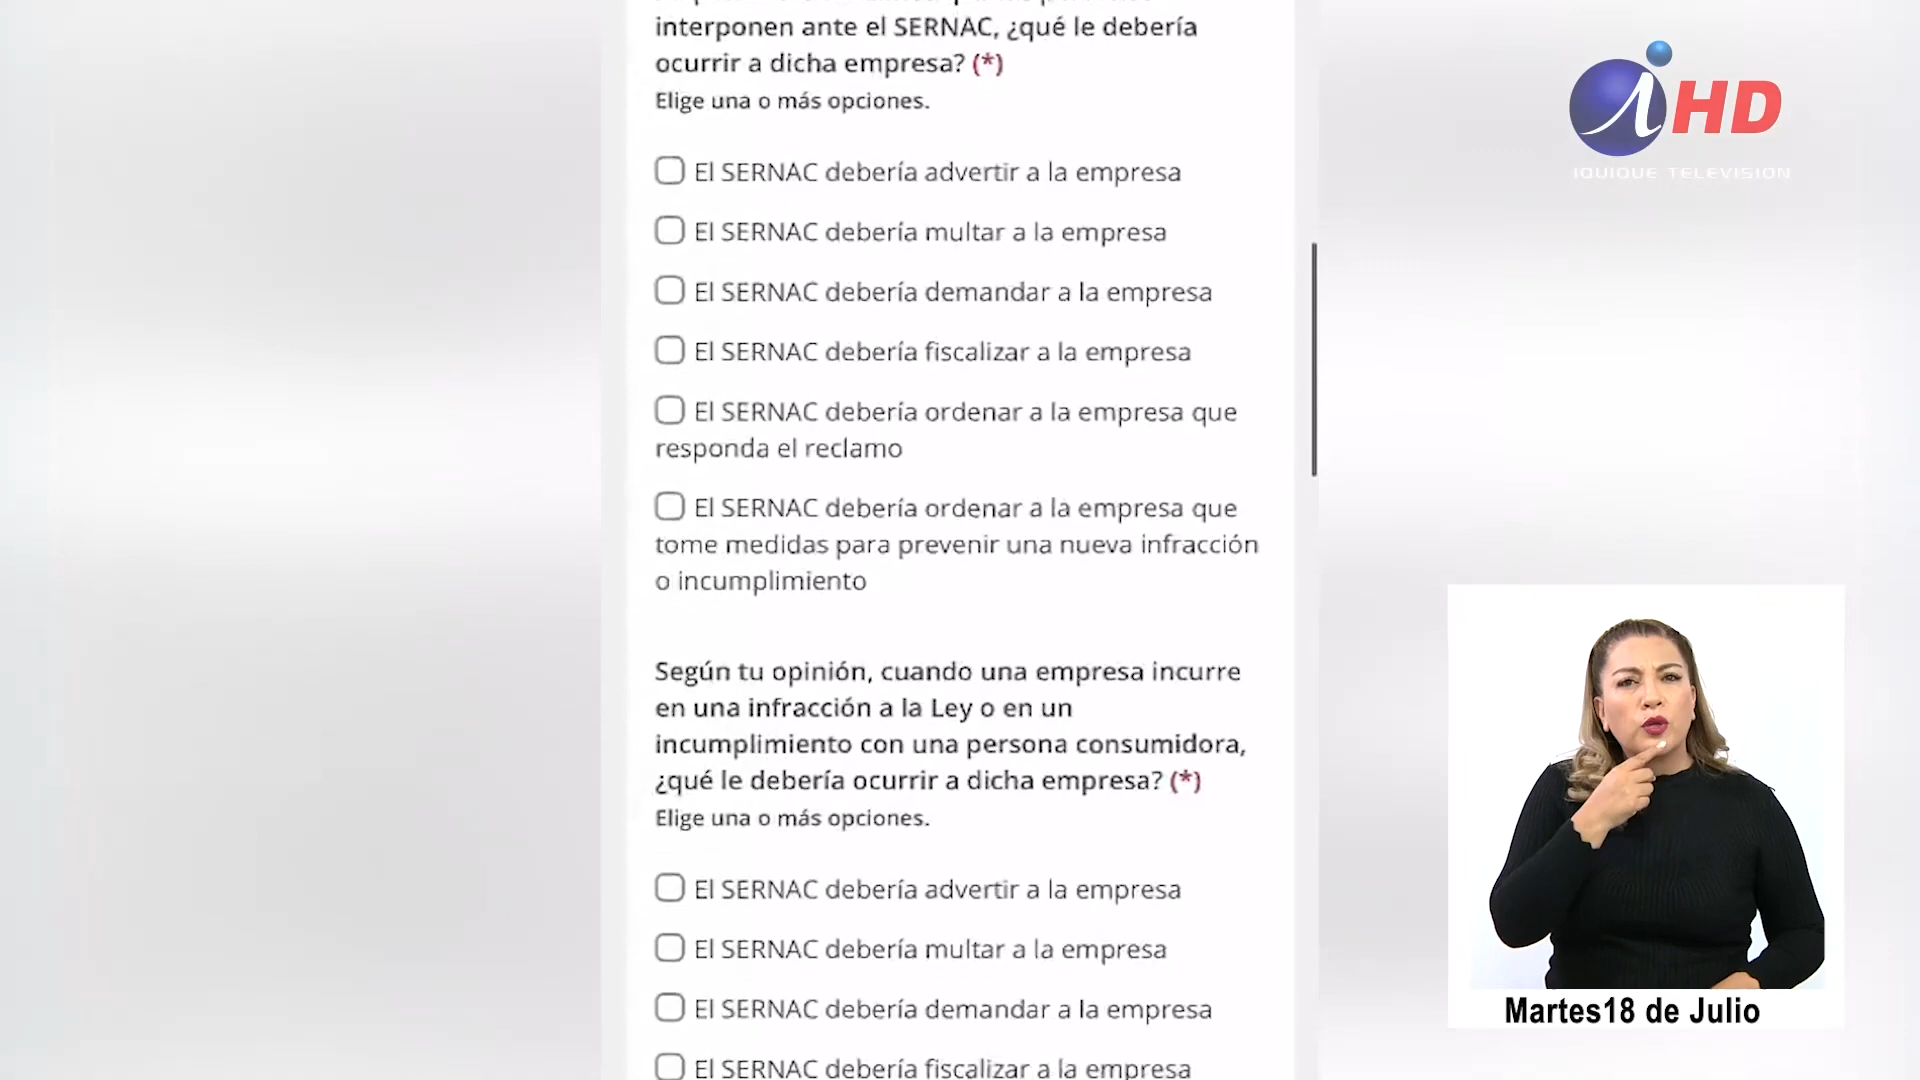 interponen ante el SERNAC, ¿qué le debería
ocurrir a dicha empresa? (*)
Elige una o más opciones.
El SERNAC debería advertir a la empresa
El SERNAC debería multar a la empresa
El SERNAC debería demandar a la empresa
El SERNAC debería fiscalizar a la empresa
El SERNAC debería ordenar a la empresa que
responda el reclamo
El SERNAC debería ordenar a la empresa que
tome medidas para prevenir una nueva infracción
o incumplimiento
Según tu opinión, cuando una empresa incurre
en una infracción a la Ley o en un
incumplimiento con una persona consumidora,
¿qué le debería ocurrir a dicha empresa? (*)
Elige una o más opciones.
El SERNAC debería advertir a la empresa
El SERNAC debería multar a la empresa
El SERNAC debería demandar a la empresa
El SERNAC debería fiscalizar a la empresa
i HD
IQUIQUE TELEVISION
Martes18 de Julio